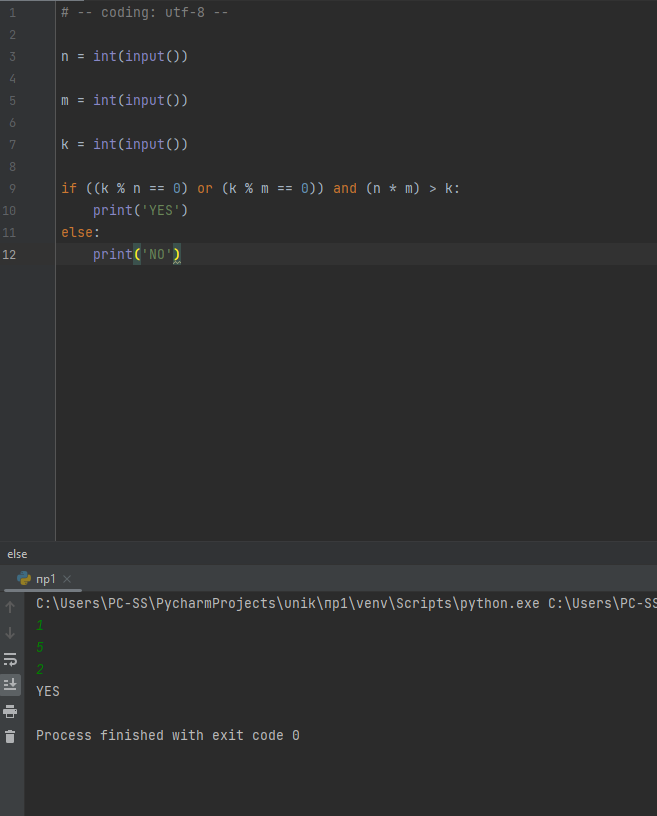 1 # -- coding: utf-8 --
2
3 n = int(input())
4
5 m = int(input())
6
7 k = int(input())
8
9 if ((k % n == 0) or (k % m == 0)) and (n * m) > k:
10     print('YES')
11 else:
12     print('NO')
else
пр1
C:\Users\PC-SS\PycharmProjects\unik\пр1\venv\Scripts\python.exe C:\Users\PC-SS
1
5
2
YES
Process finished with exit code 0